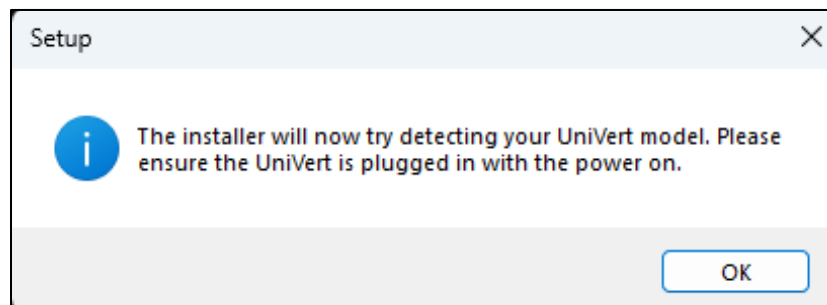 Setup
The installer will now try detecting your UniVert model. Please
ensure the UniVert is plugged in with the power on.
OK